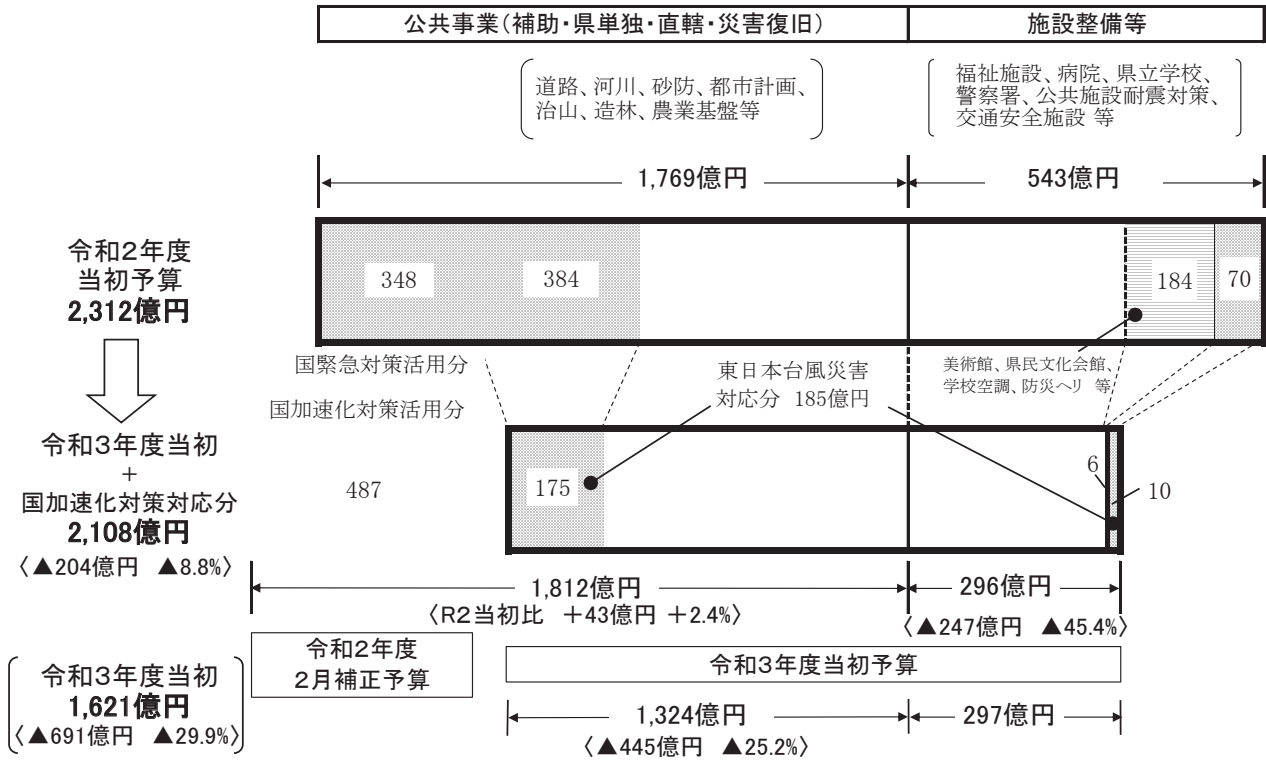 公共事業(補助・県単独・直轄・災害復旧)
施設整備等
道路、河川、砂防、都市計画、
治山、造林、農業基盤等
福祉施設、病院、県立学校、
警察署、公共施設耐震対策、
交通安全施設 等
1,769億円
543億円
令和2年度
当初予算
2,312億円
348
384
184
70
国緊急対策活用分
国加速化対策活用分
東日本台風災害
対応分 185億円
美術館、県民文化会館、
学校空調、防災ヘリ 等
令和3年度当初
+
国加速化対策対応分
2,108億円
〈▲204億円 ▲8.8%〉
487
175
6
10
1,812億円
〈R2当初比 +43億円 +2.4%〉
296億円
〈▲247億円 ▲45.4%〉
令和3年度当初
1,621億円
〈▲691億円 ▲29.9%〉
令和2年度
2月補正予算
令和3年度当初予算
1,324億円
〈▲445億円 ▲25.2%〉
297億円